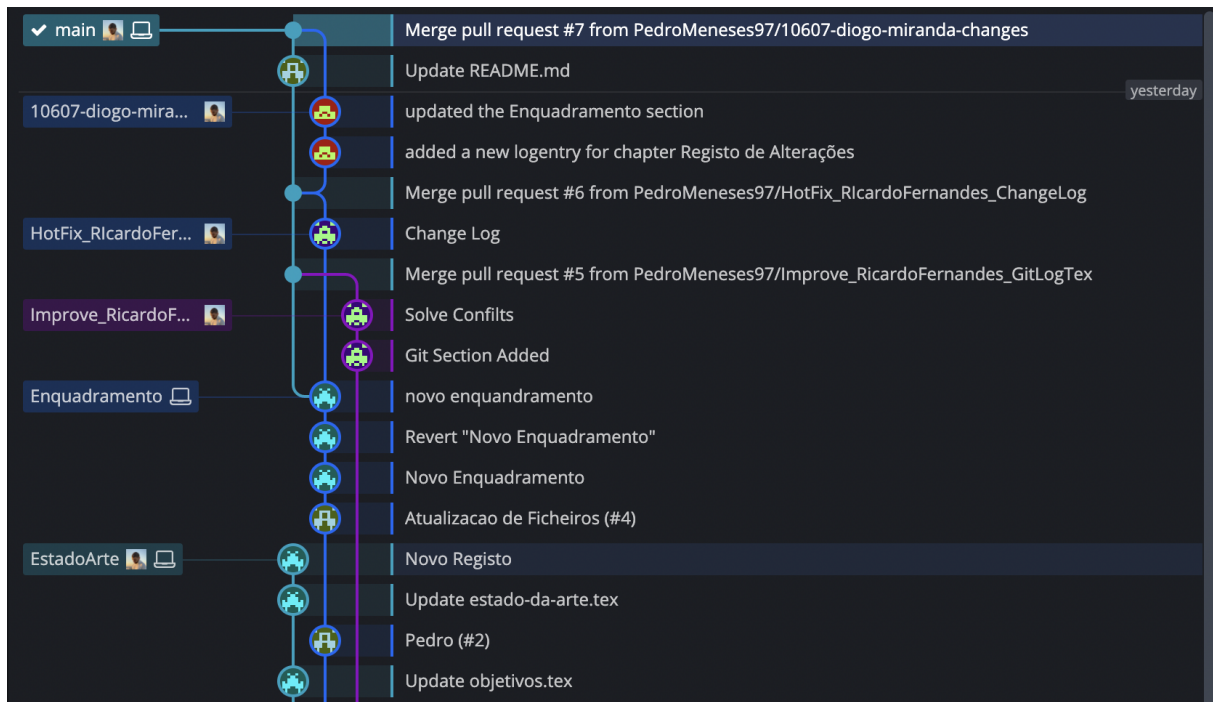 main Merge pull request #7 from PedroMeneses97/10607-diogo-miranda-changes
Update README.md
yesterday
10607-diogo-mira... updated the Enquadramento section
added a new logentry for chapter Registo de Alterações
Merge pull request #6 from PedroMeneses97/HotFix_RIcardoFernandes_ChangeLog
HotFix_RIcardoFer... Change Log
Merge pull request #5 from PedroMeneses97/Improve_RicardoFernandes_GitLogTex
Improve_RicardoF... Solve Confilts
Git Section Added
Enquadramento novo enquandramento
Revert "Novo Enquadramento"
Novo Enquadramento
Atualizacao de Ficheiros (#4)
EstadoArte Novo Registo
Update estado-da-arte.tex
Pedro (#2)
Update objetivos.tex